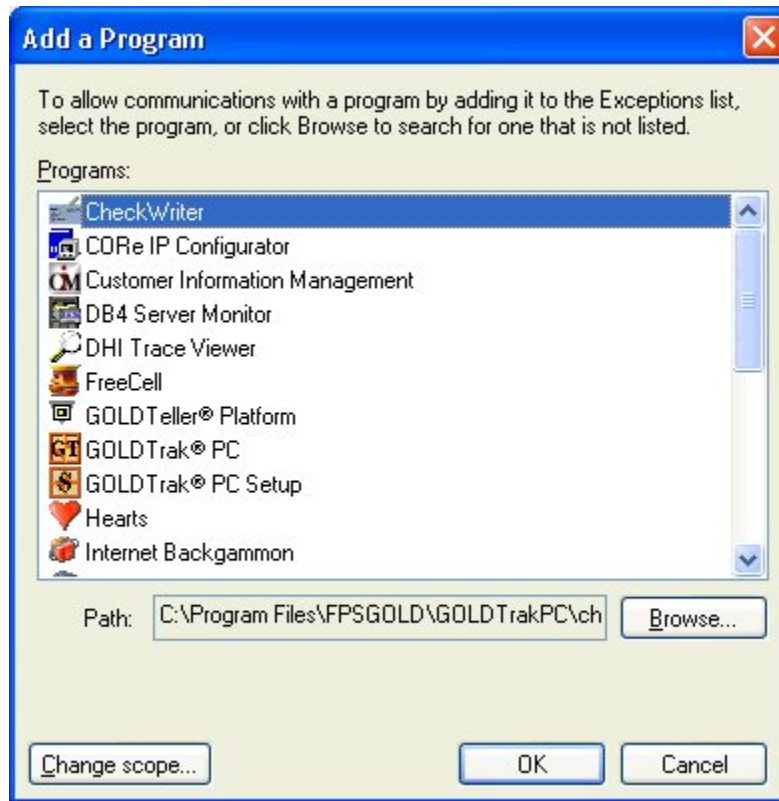 Add a Program
To allow communications with a program by adding it to the Exceptions list,
select the program, or click Browse to search for one that is not listed.
Programs:
CheckWriter
CORe IP Configurator
Customer Information Management
DB4 Server Monitor
DHI Trace Viewer
FreeCell
GOLDTeller® Platform
GT GOLDTrak® PC
GOLDTrak® PC Setup
Hearts
Internet Backgammon
Path: C:\Program Files\FPSGOLD\GOLDTrakPC\ch Browse...
Change scope... OK Cancel